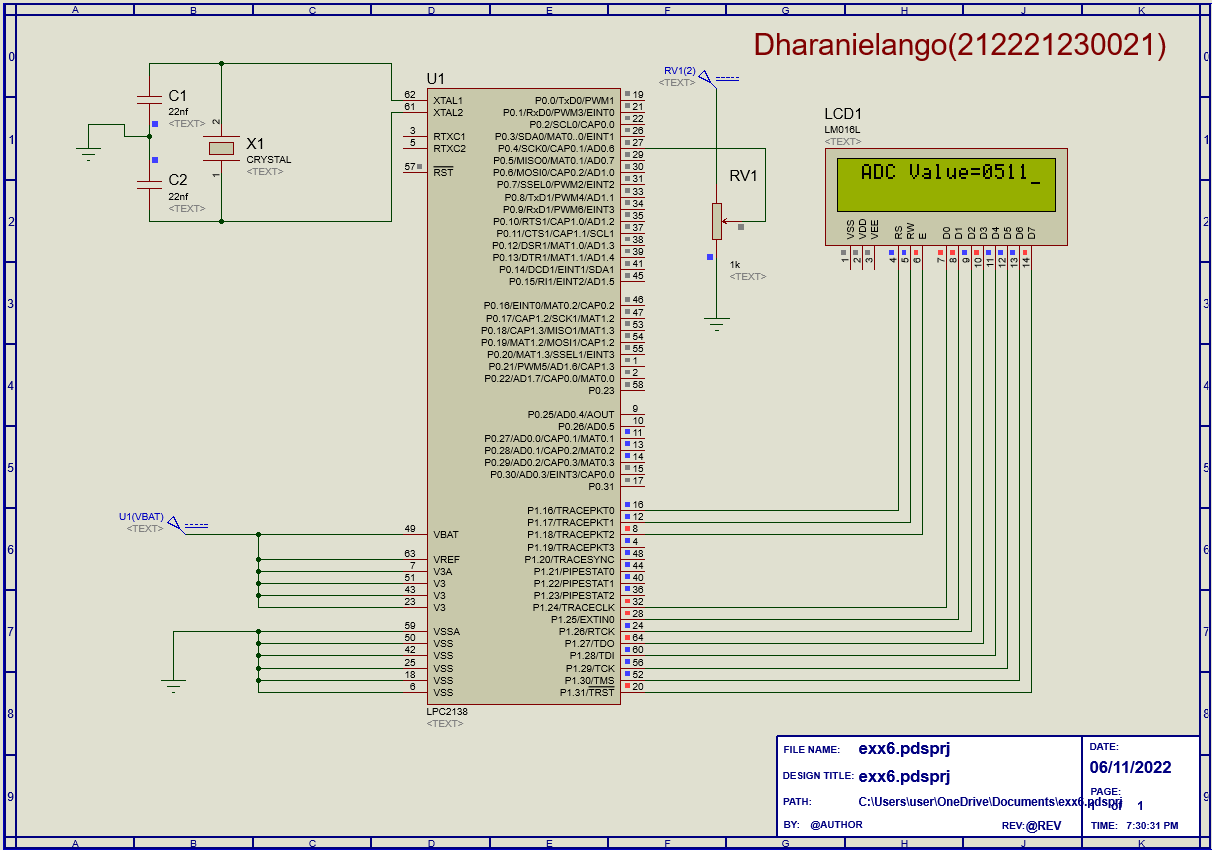 A B C D E F G H J K
Dharanielango(212221230021)
0 0
1 1
2 2
3 3
4 4
5 5
6 6
7 7
8 8
9 9
C1
22nf
<TEXT>
C2
22nf
<TEXT>
2
X1
CRYSTAL
<TEXT>
1
U1
62 XTAL1
61 XTAL2
3 RTXC1
5 RTXC2
57 RST
49 VBAT
63 VREF
7 V3A
51 V3
43 V3
23 V3
59 VSSA
50 VSS
42 VSS
25 VSS
18 VSS
6 VSS
P0.0/TxD0/PWM1 19
P0.1/RxD0/PWM3/EINT0 21
P0.2/SCL0/CAP0.0 22
P0.3/SDA0/MAT0..0/EINT1 26
P0.4/SCK0/CAP0.1/AD0.6 27
P0.5/MISO0/MAT0.1/AD0.7 29
P0.6/MOSI0/CAP0.2/AD1.0 30
P0.7/SSEL0/PWM2/EINT2 31
P0.8/TxD1/PWM4/AD1.1 33
P0.9/RxD1/PWM6/EINT3 34
P0.10/RTS1/CAP1.0/AD1.2 35
P0.11/CTS1/CAP1.1/SCL1 37
P0.12/DSR1/MAT1.0/AD1.3 38
P0.13/DTR1/MAT1.1/AD1.4 39
P0.14/DCD1/EINT1/SDA1 41
P0.15/RI1/EINT2/AD1.5 45
P0.16/EINT0/MAT0.2/CAP0.2 46
P0.17/CAP1.2/SCK1/MAT1.2 47
P0.18/CAP1.3/MISO1/MAT1.3 53
P0.19/MAT1.2/MOSI1/CAP1.2 54
P0.20/MAT1.3/SSEL1/EINT3 55
P0.21/PWM5/AD1.6/CAP1.3 1
P0.22/AD1.7/CAP0.0/MAT0.0 2
P0.23 58
P0.25/AD0.4/AOUT 9
P0.26/AD0.5 10
P0.27/AD0.0/CAP0.1/MAT0.1 11
P0.28/AD0.1/CAP0.2/MAT0.2 13
P0.29/AD0.2/CAP0.3/MAT0.3 14
P0.30/AD0.3/EINT3/CAP0.0 15
P0.31 17
P1.16/TRACEPKT0 16
P1.17/TRACEPKT1 12
P1.18/TRACEPKT2 8
P1.19/TRACEPKT3 4
P1.20/TRACESYNC 48
P1.21/PIPESTAT0 44
P1.22/PIPESTAT1 40
P1.23/PIPESTAT2 36
P1.24/TRACECLK 32
P1.25/EXTIN0 28
P1.26/RTCK 24
P1.27/TDO 64
P1.28/TDI 60
P1.29/TCK 56
P1.30/TMS 52
P1.31/TRST 20
LPC2138
<TEXT>
U1(VBAT)
<TEXT>
RV1(2)
<TEXT>
RV1
1k
<TEXT>
LCD1
LM016L
<TEXT>
ADC Value=0511_
VSS VDD VEE RS RW E D0 D1 D2 D3 D4 D5 D6 D7
1 2 3 4 5 6 7 8 9 10 11 12 13 14
FILE NAME: exx6.pdsprj
DESIGN TITLE: exx6.pdsprj
PATH: C:\Users\user\OneDrive\Documents\exx6.pdsprj
BY: @AUTHOR REV:@REV
DATE:
06/11/2022
PAGE:
1 of 1
TIME: 7:30:31 PM
A B C D E F G H J K